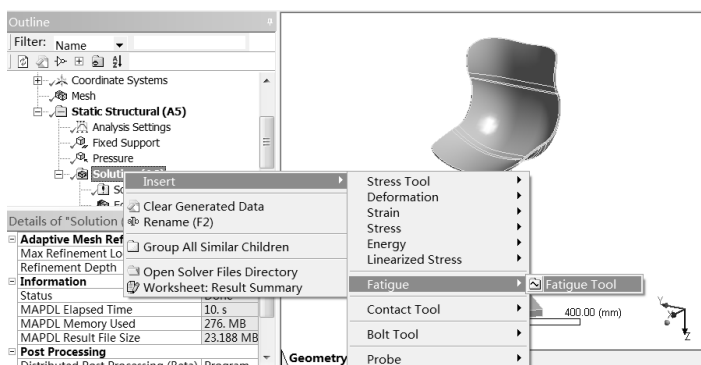 Outline
Filter: Name
Coordinate Systems
Mesh
Static Structural (A5)
Analysis Settings
Fixed Support
Pressure
Insert
Clear Generated Data
Rename (F2)
Group All Similar Children
Open Solver Files Directory
Worksheet: Result Summary
Stress Tool
Deformation
Strain
Stress
Energy
Linearized Stress
Fatigue
Contact Tool
Bolt Tool
Probe
Fatigue Tool
Details of "Solution
Adaptive Mesh Ref
Max Refinement Lo
Refinement Depth
Information
Status
MAPDL Elapsed Time 10. s
MAPDL Memory Used 276. MB
MAPDL Result File Size 23.188 MB
Post Processing
Geometry
400.00 (mm)
Y
X
Z